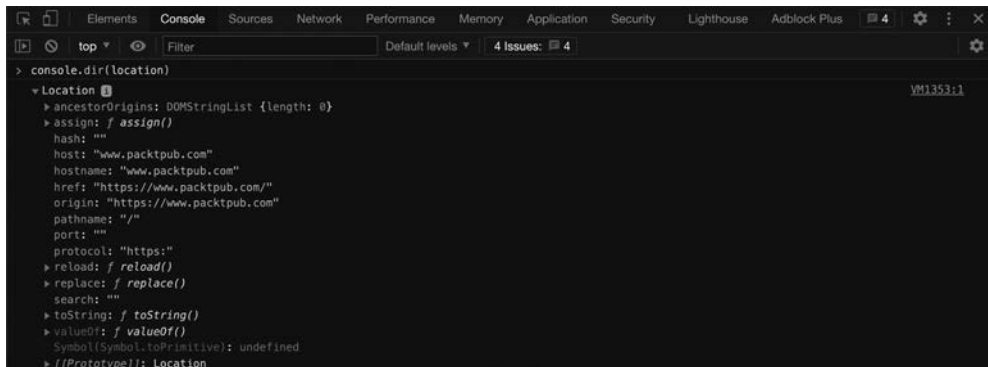 Elements Console Sources Network Performance Memory Application Security Lighthouse Adblock Plus 4
top Filter Default levels 4 Issues: 4
> console.dir(location)
Location i VM1353:1
ancestorOrigins: DOMStringList {length: 0}
assign: ƒ assign()
hash: ""
host: "www.packtpub.com"
hostname: "www.packtpub.com"
href: "https://www.packtpub.com/"
origin: "https://www.packtpub.com"
pathname: "/"
port: ""
protocol: "https:"
reload: ƒ reload()
replace: ƒ replace()
search: ""
toString: ƒ toString()
valueOf: ƒ valueOf()
Symbol(Symbol.toPrimitive): undefined
[[Prototype]]: Location